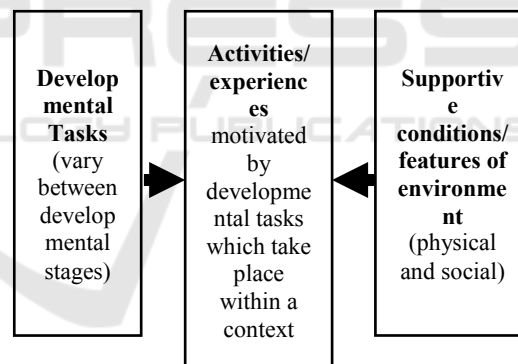 Develop
mental
Tasks
(vary
between
develop
mental
stages)
Activities/
experienc
es
motivated
by
developme
ntal tasks
which take
place
within a
context
Supportiv
e
conditions/
features of
environme
nt
(physical
and social)